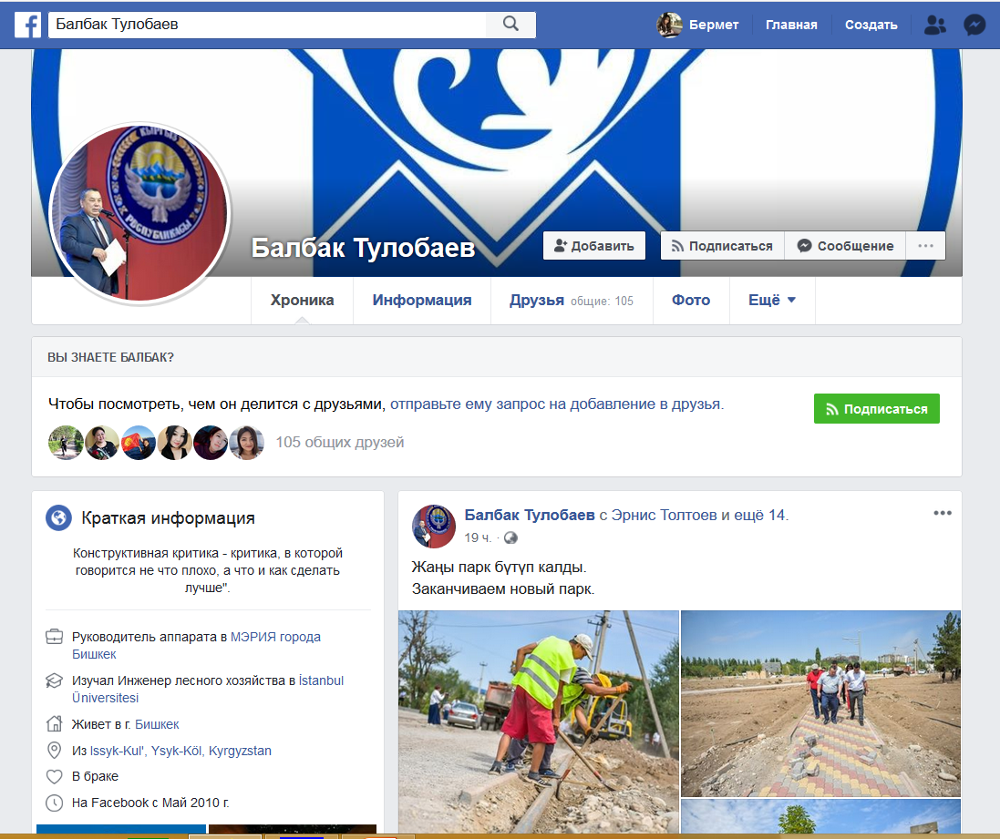 Балбак Тулобаев
Бермет
Главная
Создать
КЫРГЫЗ
РЕСПУБЛИКАСЫ
Балбак Тулобаев
Добавить
Подписаться
Сообщение
Хроника
Информация
Друзья общие: 105
Фото
Ещё
ВЫ ЗНАЕТЕ БАЛБАК?
Чтобы посмотреть, чем он делится с друзьями, отправьте ему запрос на добавление в друзья.
Подписаться
105 общих друзей
Краткая информация
Конструктивная критика - критика, в которой
говорится не что плохо, а что и как сделать
лучше".
Руководитель аппарата в МЭРИЯ города
Бишкек
Изучал Инженер лесного хозяйства в İstanbul
Üniversitesi
Живет в г. Бишкек
Из Issyk-Kul', Ysyk-Köl, Kyrgyzstan
В браке
На Facebook с Май 2010 г.
Балбак Тулобаев с Эрнис Толтоев и ещё 14.
19 ч. ·
Жаңы парк бүтүп калды.
Заканчиваем новый парк.